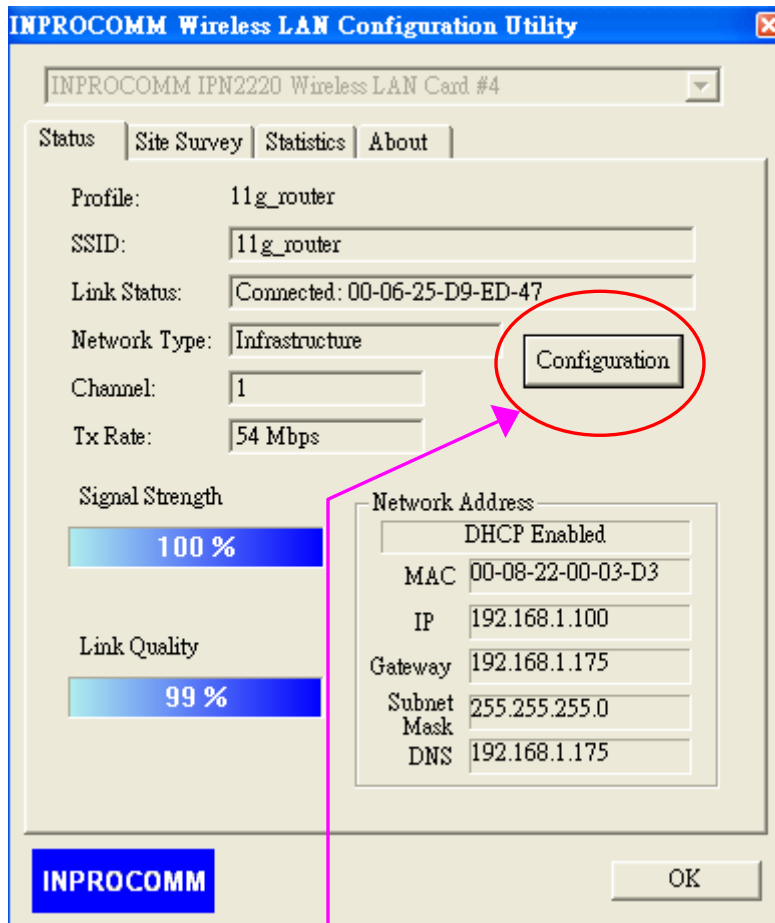 INPROCOMM Wireless LAN Configuration Utility
INPROCOMM IPN2220 Wireless LAN Card #4
Status Site Survey Statistics About
Profile: 11g_router
SSID: 11g_router
Link Status: Connected: 00-06-25-D9-ED-47
Network Type: Infrastructure
Configuration
Channel: 1
Tx Rate: 54 Mbps
Signal Strength
100 %
Link Quality
99 %
Network Address
DHCP Enabled
MAC 00-08-22-00-03-D3
IP 192.168.1.100
Gateway 192.168.1.175
Subnet
Mask 255.255.255.0
DNS 192.168.1.175
INPROCOMM
OK